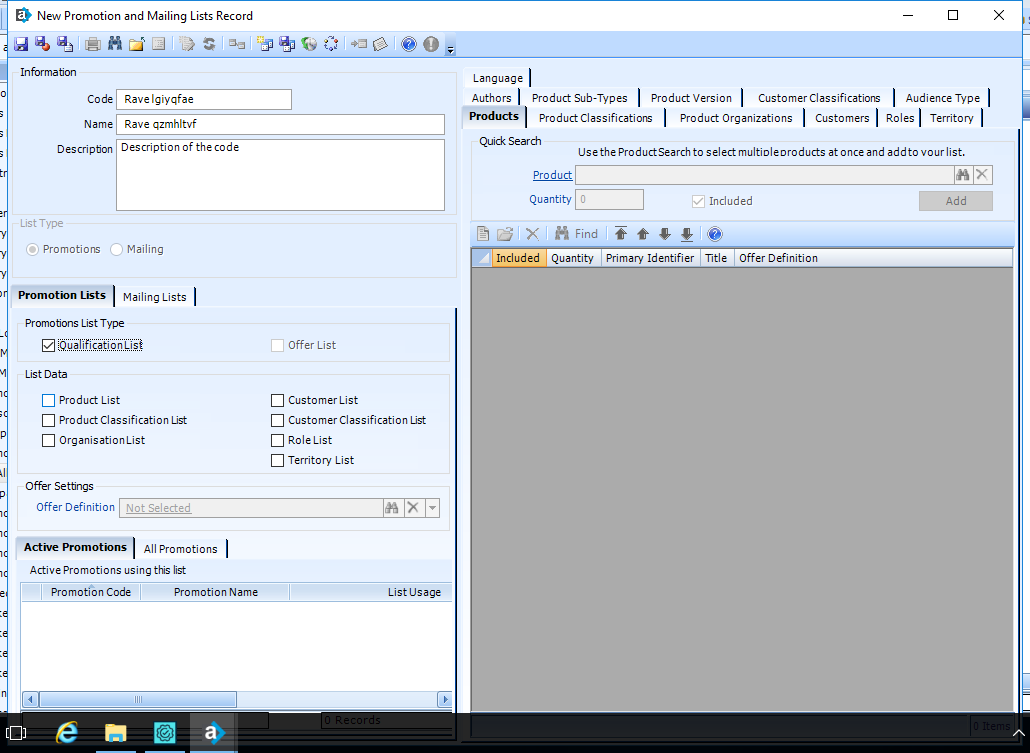 New Promotion and Mailing Lists Record
Information
Code Rave lgiyqfae
Name Rave qzmhltvf
Description Description of the code
List Type
Promotions Mailing
Promotion Lists Mailing Lists
Promotions List Type
Qualification List Offer List
List Data
Product List Customer List
Product Classification List Customer Classification List
Organisation List Role List
Territory List
Offer Settings
Offer Definition Not Selected
Active Promotions All Promotions
Active Promotions using this list
Promotion Code Promotion Name List Usage
0 Records
Language
Authors Product Sub-Types Product Version Customer Classifications Audience Type
Products Product Classifications Product Organizations Customers Roles Territory
Quick Search
Use the Product Search to select multiple products at once and add to your list.
Product
Quantity 0 Included Add
Find
Included Quantity Primary Identifier Title Offer Definition
0 Items